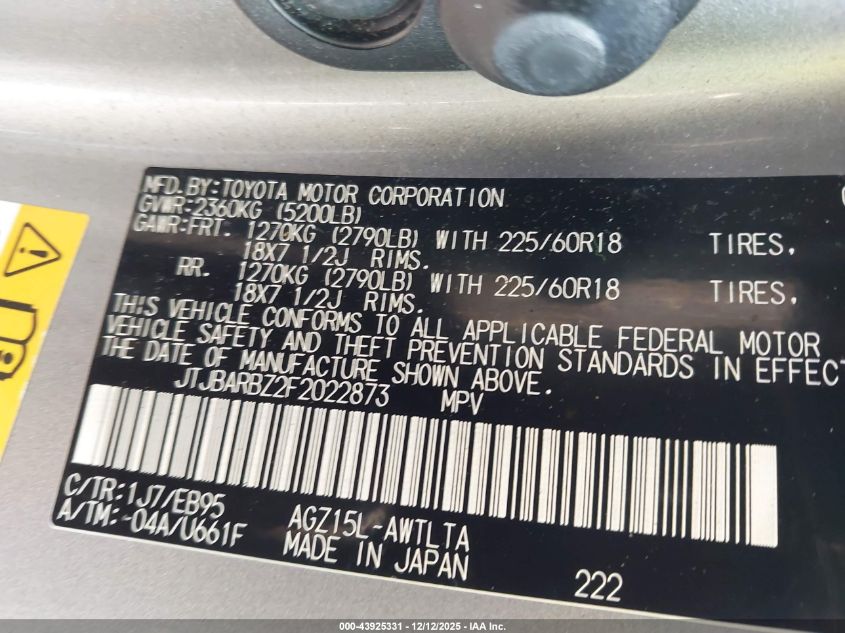 MFD. BY: TOYOTA MOTOR CORPORATION
GVWR: 2360KG (5200LB)
GAWR: FRT. 1270KG (2790LB) WITH 225/60R18 TIRES,
18X7 1/2J RIMS.
RR. 1270KG (2790LB) WITH 225/60R18 TIRES,
18X7 1/2J RIMS.
THIS VEHICLE CONFORMS TO ALL APPLICABLE FEDERAL MOTOR
VEHICLE SAFETY AND THEFT PREVENTION STANDARDS IN EFFECT
THE DATE OF MANUFACTURE SHOWN ABOVE.
JTJBARBZ2F2022873 MPV
C/TR: 1J7/EB95
A/TM: -04A/U661F
AGZ15L-AWTLTA
MADE IN JAPAN
222
000-43925331 - 12/12/2025 - IAA Inc.